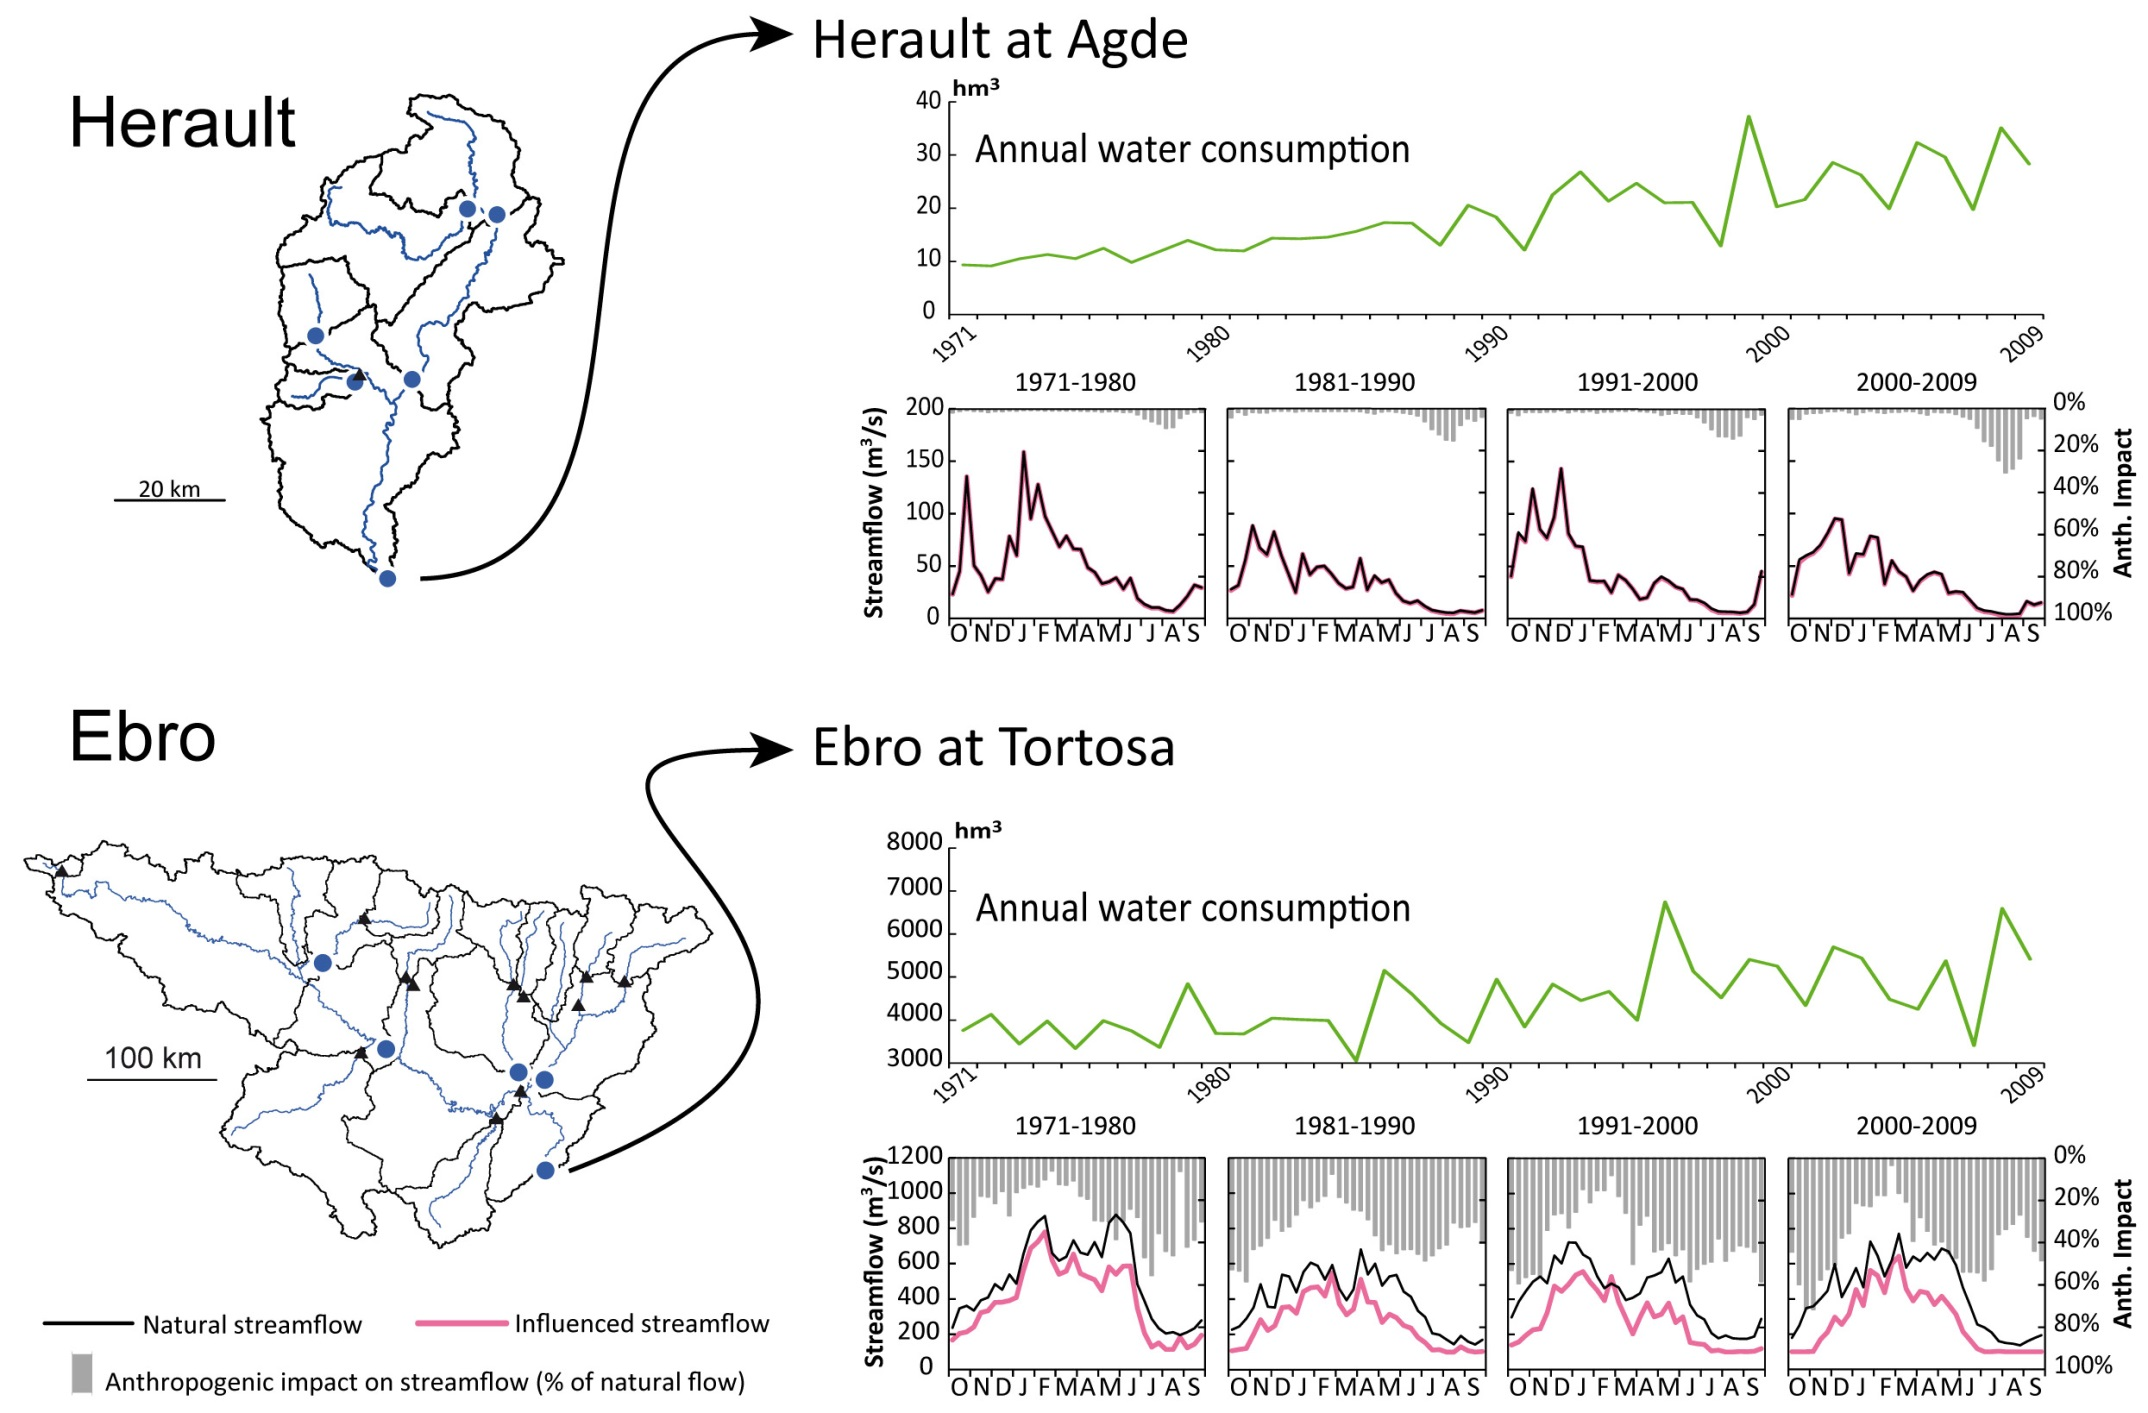 Herault at Agde
Herault
hm³
40
30
20
10
0
Annual water consumption
1971
1980
1990
2000
2009
20 km
1971-1980
1981-1990
1991-2000
2000-2009
Streamflow (m³/s)
200
150
100
50
0
0%
20%
40%
60%
80%
100%
Anth. Impact
O N D J F M A M J J A S
O N D J F M A M J J A S
O N D J F M A M J J A S
O N D J F M A M J J A S
Ebro
Ebro at Tortosa
hm³
8000
7000
6000
5000
4000
3000
Annual water consumption
1971
1980
1990
2000
2009
100 km
1971-1980
1981-1990
1991-2000
2000-2009
Streamflow (m³/s)
1200
1000
800
600
400
200
0
0%
20%
40%
60%
80%
100%
Anth. Impact
O N D J F M A M J J A S
O N D J F M A M J J A S
O N D J F M A M J J A S
O N D J F M A M J J A S
Natural streamflow
Influenced streamflow
Anthropogenic impact on streamflow (% of natural flow)